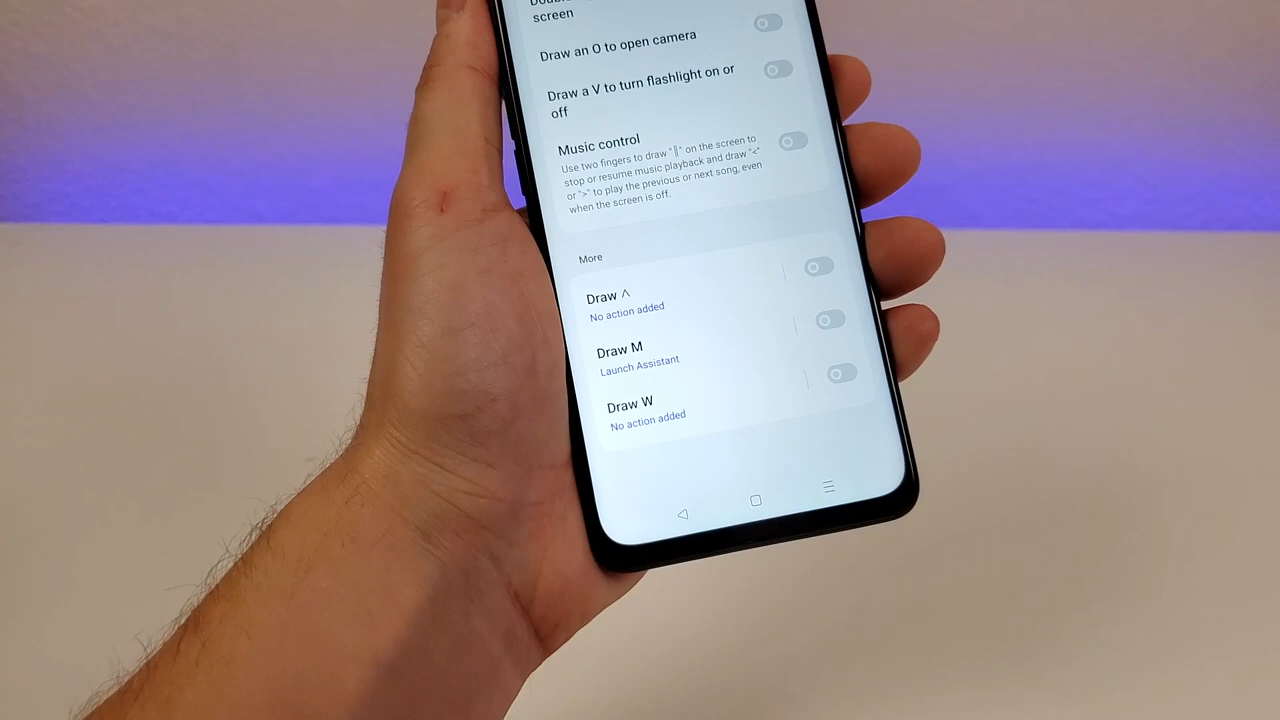 screen
Draw an O to open camera
Draw a V to turn flashlight on or
off
Music control
Use two fingers to draw "||" on the screen to
stop or resume music playback and draw "<"
or ">" to play the previous or next song, even
when the screen is off.
More
Draw ∧
No action added
Draw M
Launch Assistant
Draw W
No action added